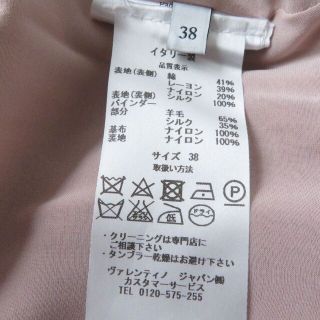 38
イタリー製
品質表示
表地(表側) 綿 41%
レーヨン 39%
ナイロン 20%
表地(裏側) シルク 100%
バインダー
部分 羊毛 65%
シルク 35%
基布 ナイロン 100%
裏地 ナイロン 100%
サイズ 38
取扱い方法
ドライ
・クリーニングは専門店に
ご相談下さい
・タンブラー乾燥はお避け下さい
ヴァレンティノ ジャパン㈱
カスタマーサービス
TEL 0120-575-255